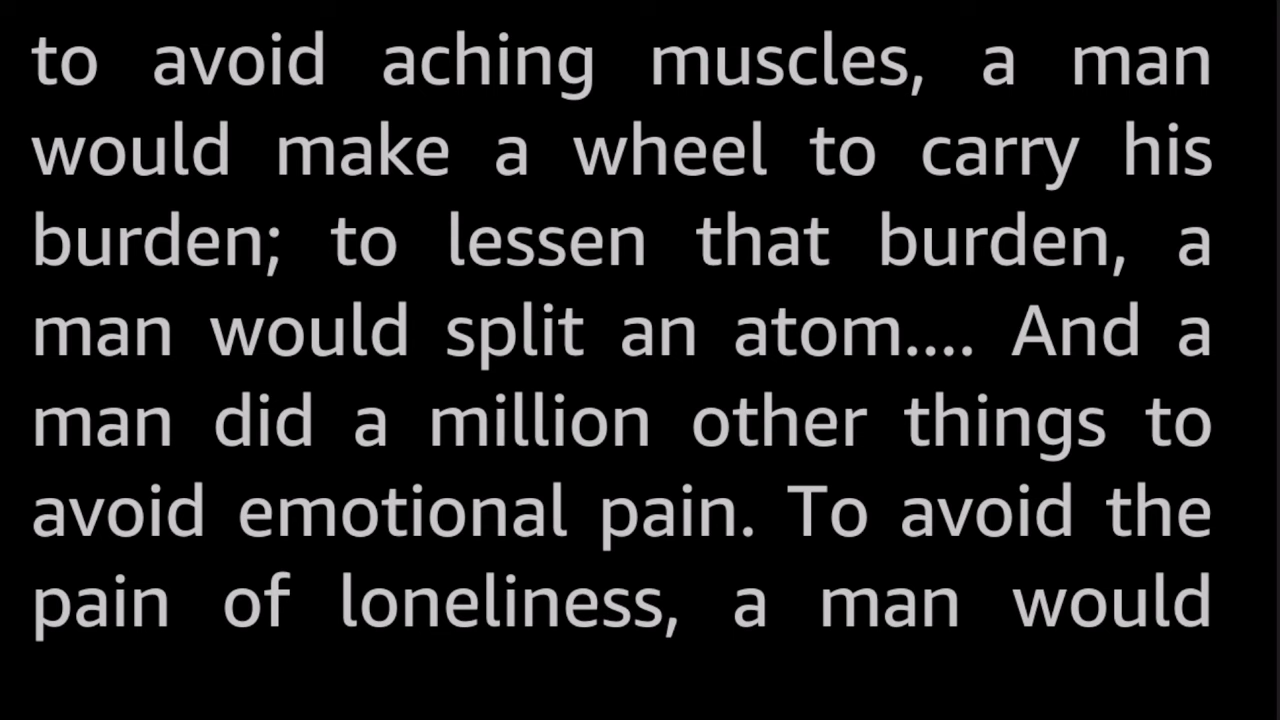 to avoid aching muscles, a man
would make a wheel to carry his
burden; to lessen that burden, a
man would split an atom.... And a
man did a million other things to
avoid emotional pain. To avoid the
pain of loneliness, a man would